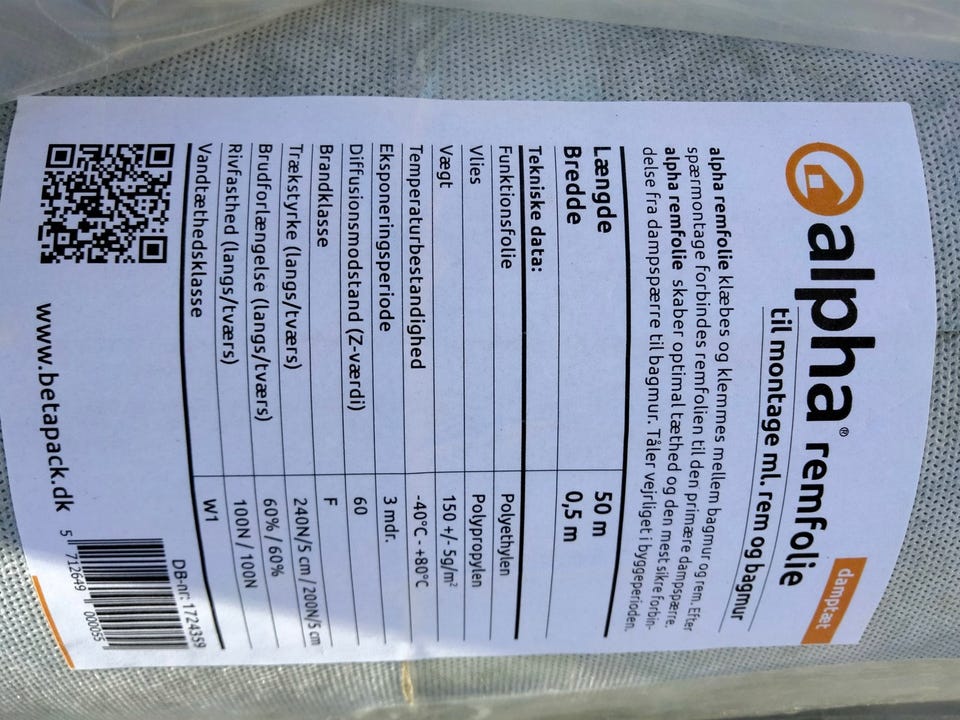 alpha® remfolie
damptæt
til montage ml. rem og bagmur
alpha remfolie klæbes og klemmes mellem bagmur og rem. Efter
spærmontage forbindes remfolien til den primære dampspærre.
alpha remfolie skaber optimal tæthed og den mest sikre forbin-
delse fra dampspærre til bagmur. Tåler vejrliget i byggeperioden.
Længde 50 m
Bredde 0,5 m
Tekniske data:
Funktionsfolie Polyethylen
Vlies Polypropylen
Vægt 150 +/- 5g/m²
Temperaturbestandighed -40°C - +80°C
Eksponeringsperiode 3 mdr.
Diffusionsmodstand (Z-værdi) 60
Brandklasse F
Trækstyrke (langs/tværs) 240N/5 cm / 200N/5 cm
Brudforlængelse (langs/tværs) 60% / 60%
Rivfasthed (langs/tværs) 100N / 100N
Vandtæthedsklasse W1
DB-nr: 1724359
www.betapack.dk
5 712649 000055